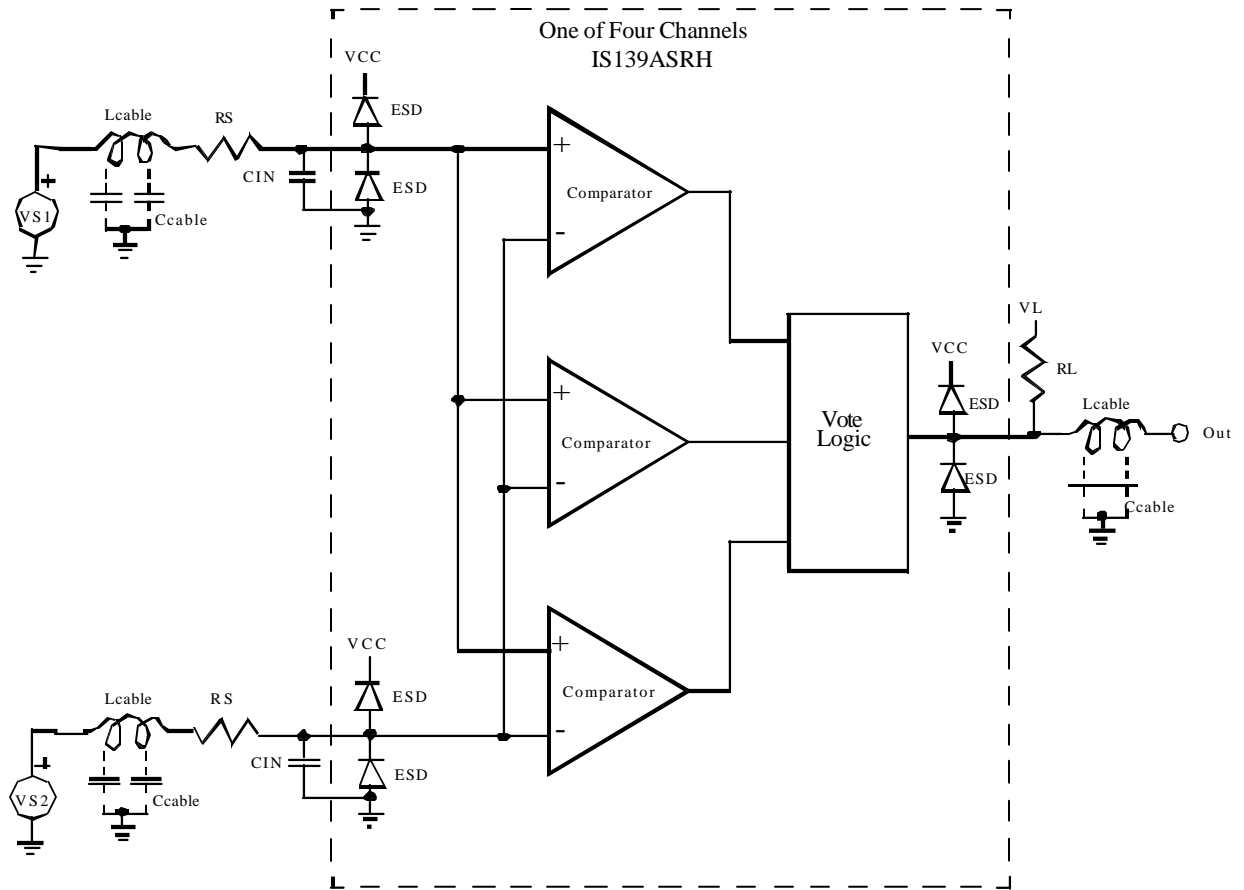 One of Four Channels
IS139ASRH
VCC
ESD
Lcable
RS
+
CIN
ESD
+
Comparator
-
VS1
Ccable
VL
RL
VCC
ESD
Lcable
+
Comparator
-
Vote
Logic
Out
ESD
Ccable
VCC
+
Comparator
-
Lcable
RS
ESD
+
CIN
ESD
VS2
Ccable